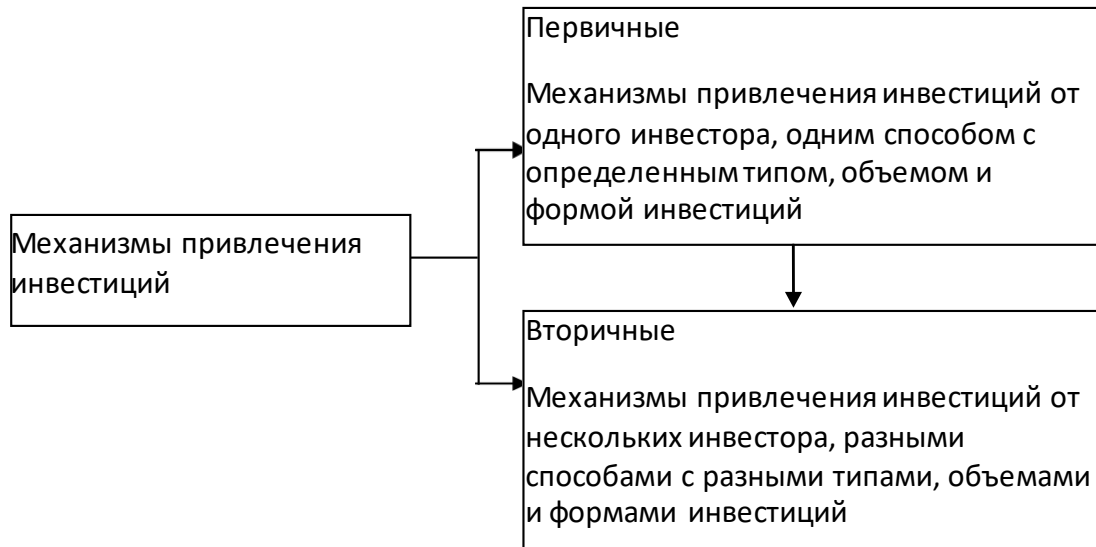 Механизмы привлечения
инвестиций
Первичные
Механизмы привлечения инвестиций от
одного инвестора, одним способом с
определенным типом, объемом и
формой инвестиций
Вторичные
Механизмы привлечения инвестиций от
нескольких инвестора, разными
способами с разными типами, объемами
и формами инвестиций